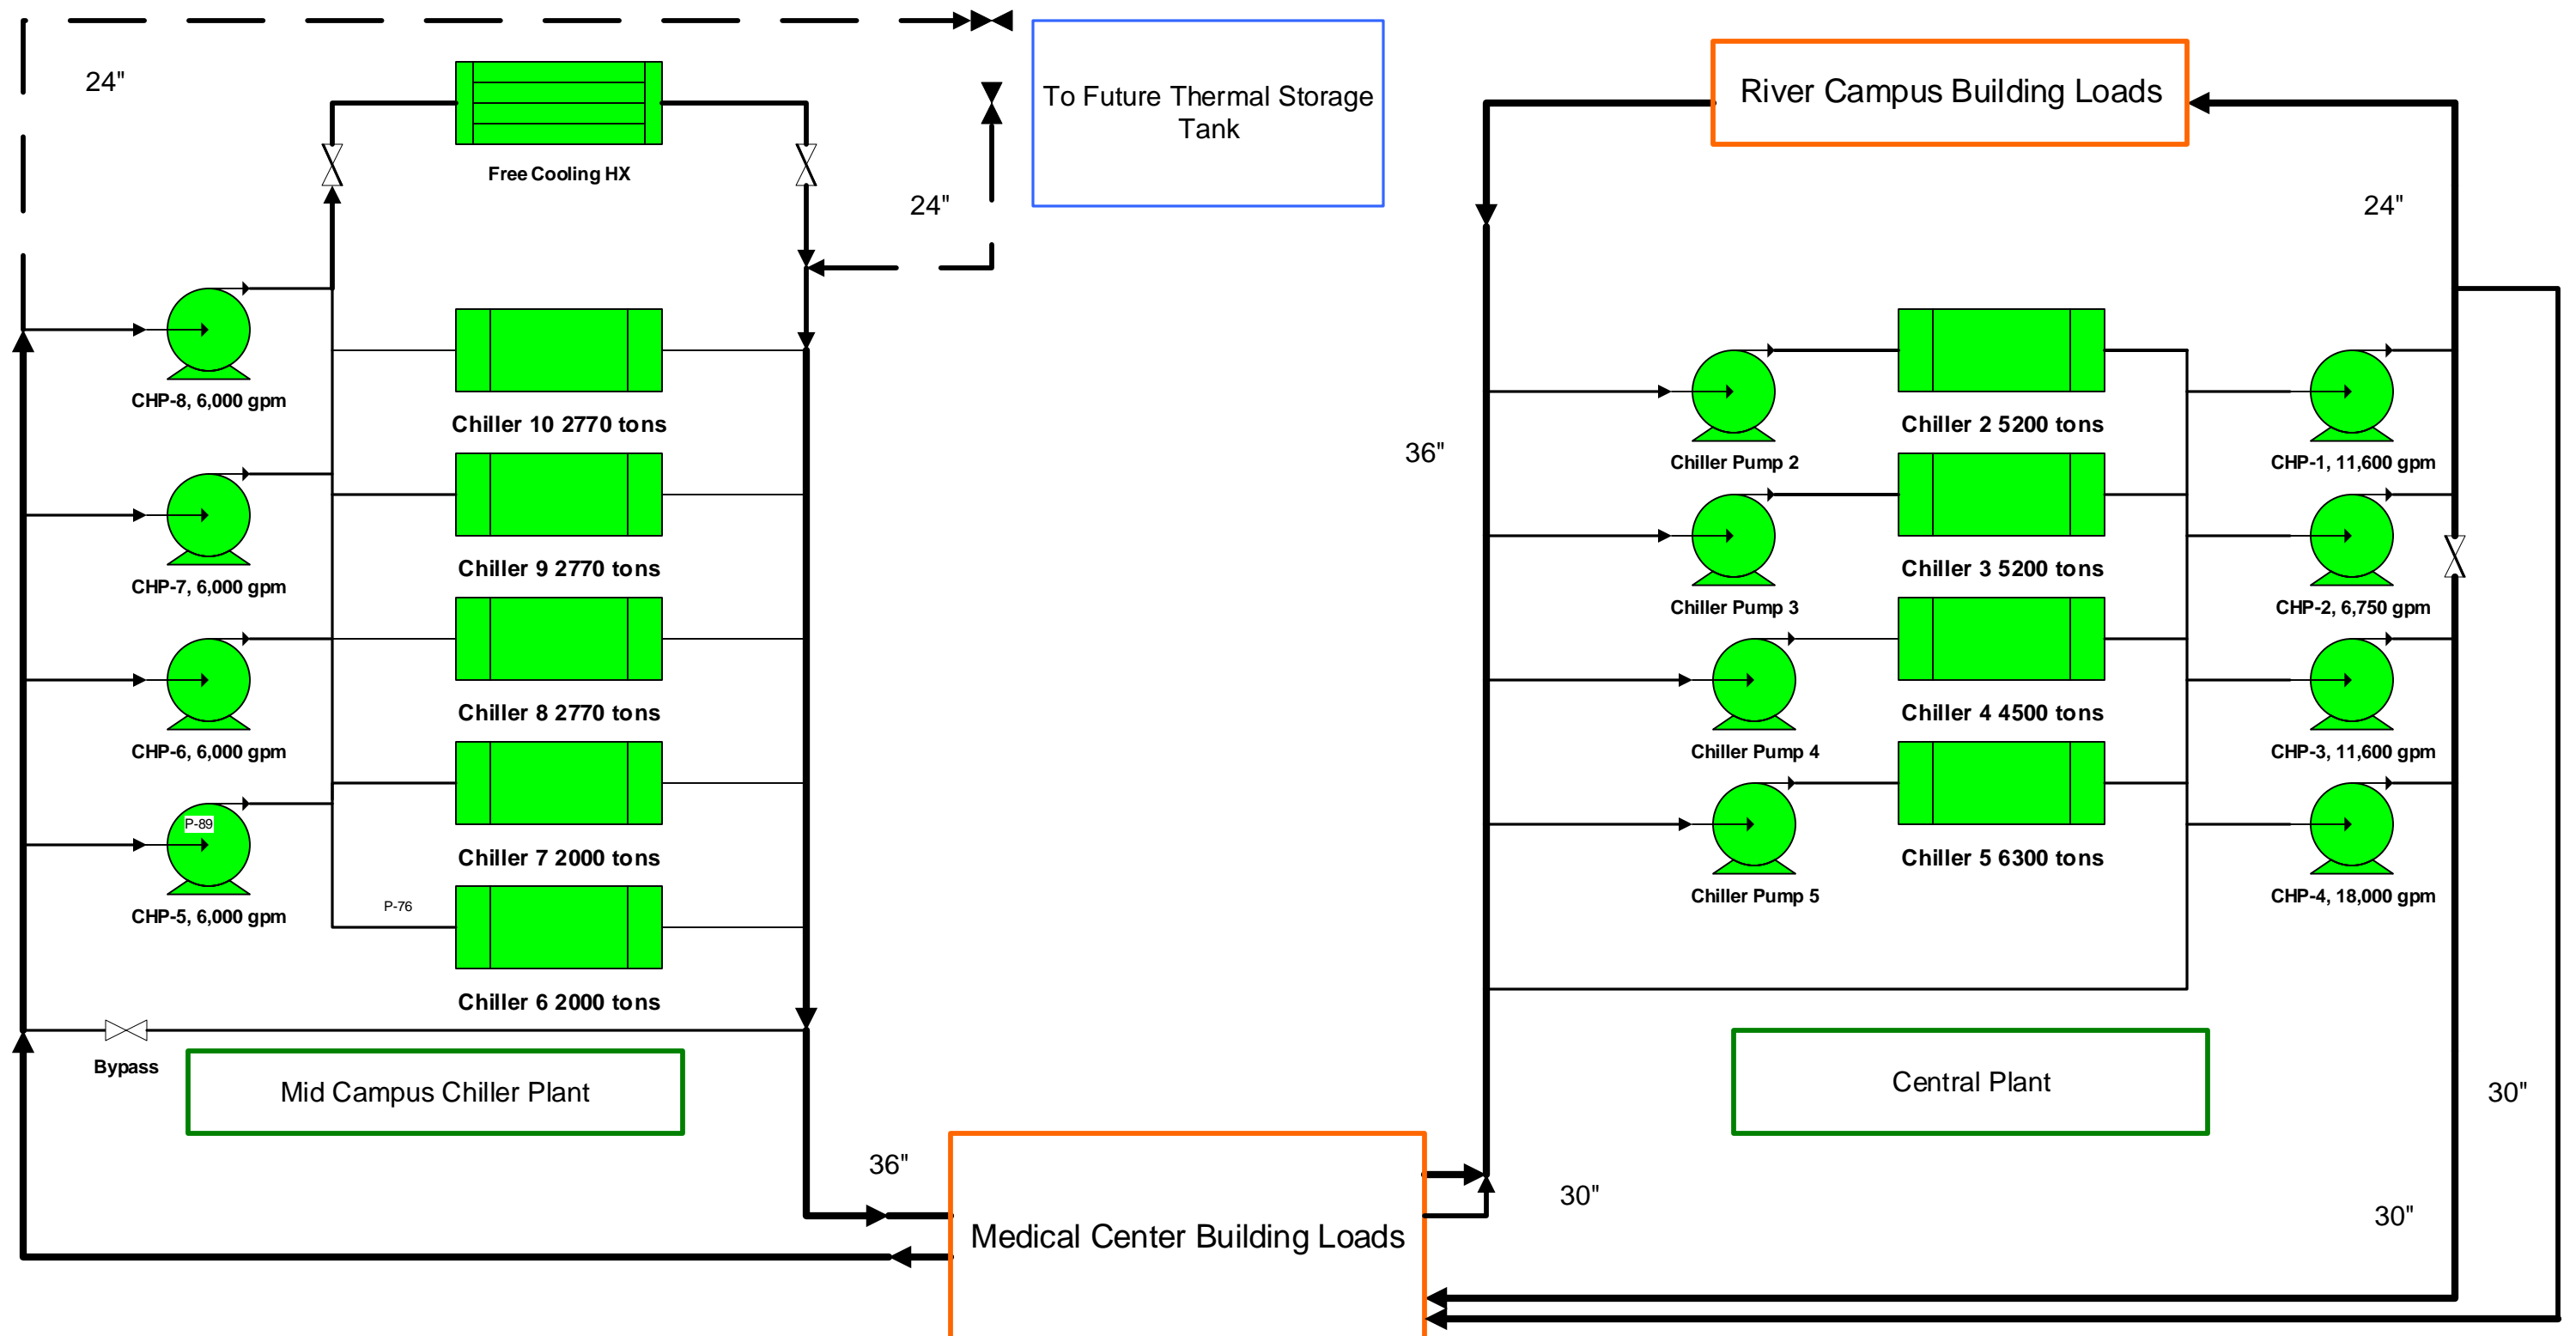 24"
To Future Thermal Storage
Tank
River Campus Building Loads
Free Cooling HX
24"
24"
CHP-8, 6,000 gpm
Chiller 10 2770 tons
36"
Chiller Pump 2
Chiller 2 5200 tons
CHP-1, 11,600 gpm
CHP-7, 6,000 gpm
Chiller 9 2770 tons
Chiller Pump 3
Chiller 3 5200 tons
CHP-2, 6,750 gpm
CHP-6, 6,000 gpm
Chiller 8 2770 tons
Chiller Pump 4
Chiller 4 4500 tons
CHP-3, 11,600 gpm
P-89
CHP-5, 6,000 gpm
Chiller 7 2000 tons
P-76
Chiller Pump 5
Chiller 5 6300 tons
CHP-4, 18,000 gpm
Chiller 6 2000 tons
Bypass
Mid Campus Chiller Plant
Central Plant
30"
36"
30"
30"
Medical Center Building Loads